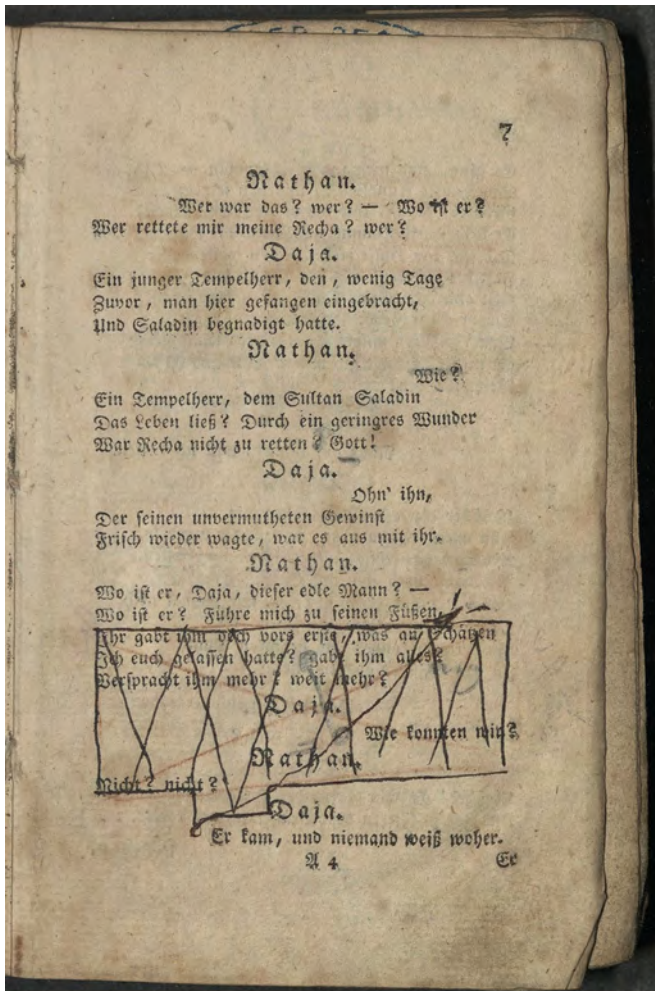 7
Nathan.
Wer war das? wer? — Wo ist er?
Wer rettete mir meine Recha? wer?
Daja.
Ein junger Tempelherr, den, wenig Tage
Zuvor, man hier gefangen eingebracht,
Und Saladin begnadigt hatte.
Nathan.
Wie?
Ein Tempelherr, dem Sultan Saladin
Das Leben ließ? Durch ein geringres Wunder
War Recha nicht zu retten? Gott!
Daja.
Ohn' ihn,
Der seinen unvermutheten Gewinst
Frisch wieder wagte, war es aus mit ihr.
Nathan.
Wo ist er, Daja, dieser edle Mann? —
Wo ist er? Führe mich zu seinen Füßen.
Ihr gabt ihm doch vors erste, was an Schätzen
Ich euch gelassen hatte? gabt ihm alles?
Verspracht ihm mehr? weit mehr?
Daja.
Wie konnten wir?
Nathan.
Nicht? nicht?
Daja.
Er kam, und niemand weiß woher.
A 4 Er